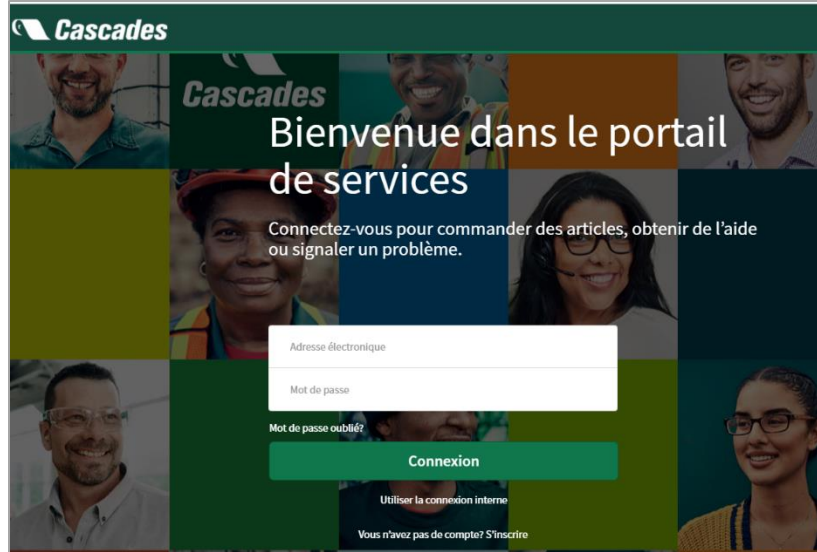 Cascades
Cascades
Bienvenue dans le portail
de services
Connectez-vous pour commander des articles, obtenir de l'aide
ou signaler un problème.
Adresse électronique
Mot de passe
Mot de passe oublié?
Connexion
Utiliser la connexion interne
Vous n'avez pas de compte? S'inscrire